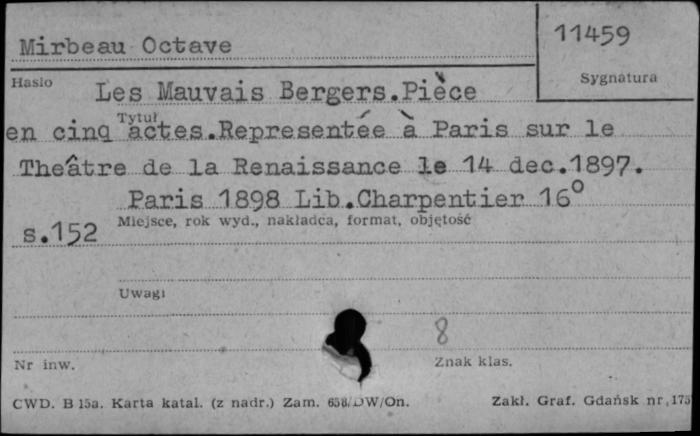 Mirbeau Octave
11459
Hasło
Sygnatura
Les Mauvais Bergers.Pièce
Tytuł
en cinq actes.Representée à Paris sur le
Theâtre de la Renaissance le 14 dec.1897.
Paris 1898 Lib.Charpentier 16°
Miejsce, rok wyd., nakładca, format, objętość
s.152
Uwagi
8
Nr inw.
Znak klas.
CWD. B 15a. Karta katal. (z nadr.) Zam. 658/DW/On.
Zakł. Graf. Gdańsk nr 175